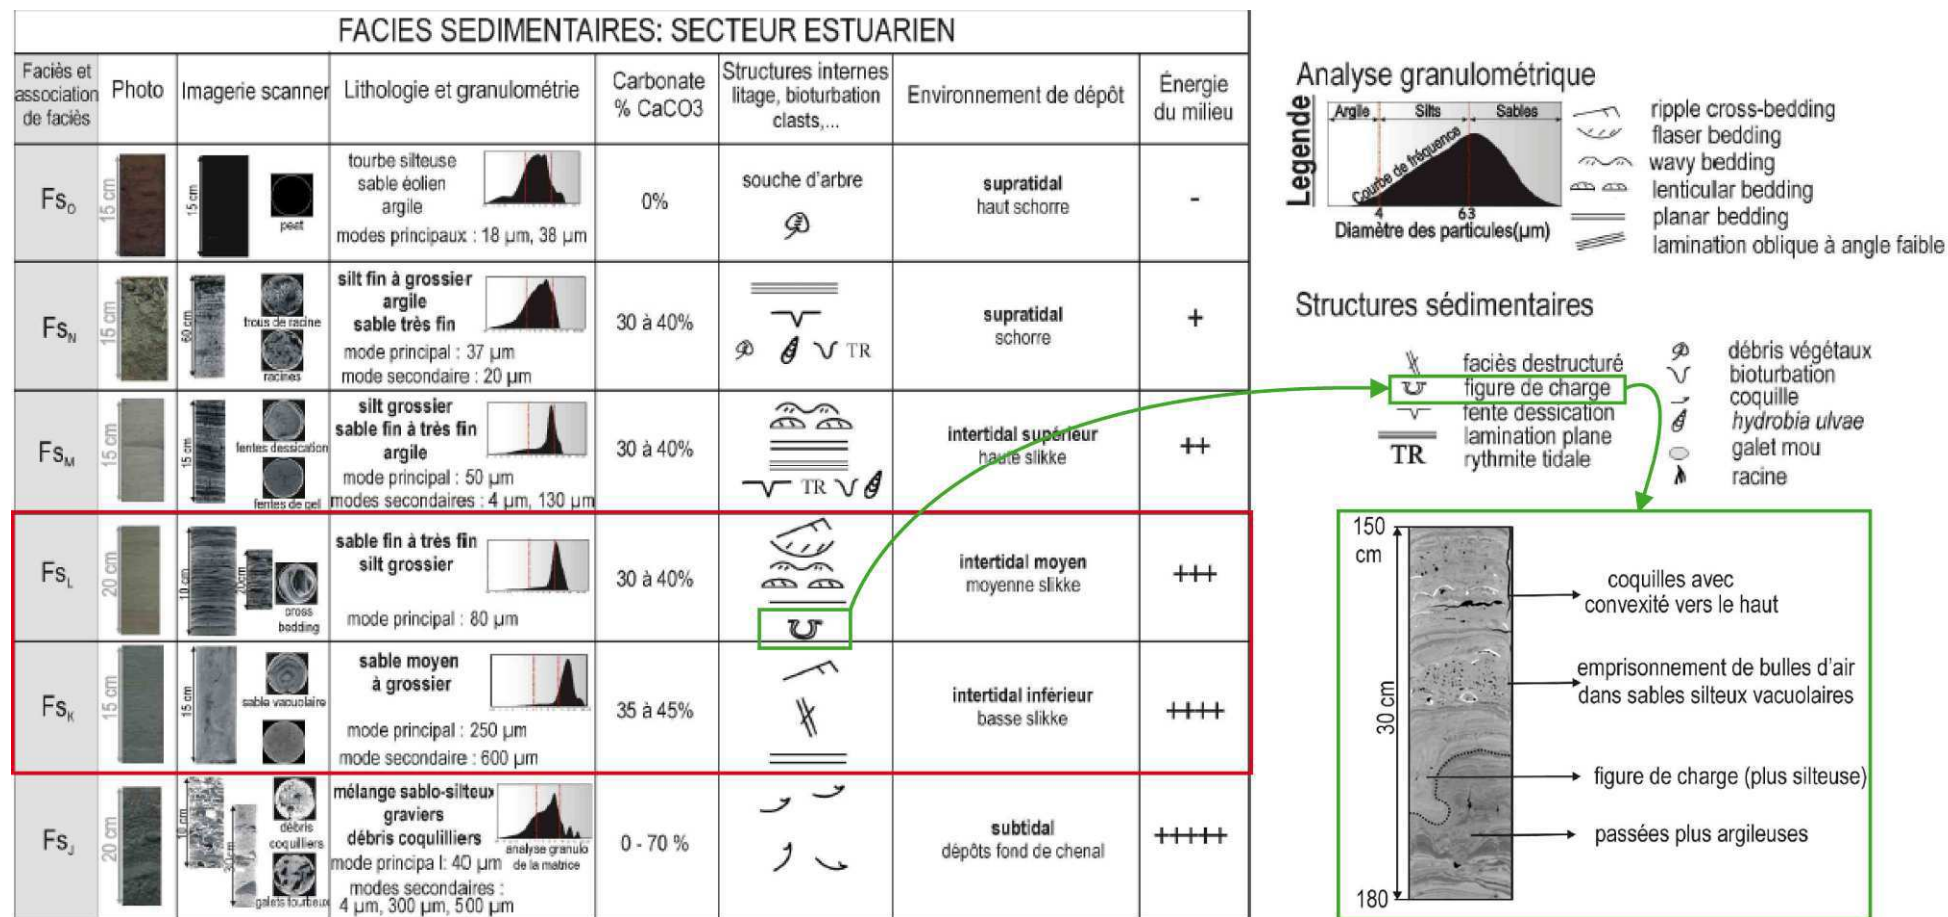 FACIES SEDIMENTAIRES: SECTEUR ESTUARIEN
Faciès et
association
de faciès
Photo
Imagerie scanner
Lithologie et granulométrie
Carbonate
% CaCO3
Structures internes
litage, bioturbation
clasts,...
Environnement de dépôt
Énergie
du milieu
FsO
15 cm
15 cm
peat
tourbe silteuse
sable éolien
argile
modes principaux : 18 µm, 38 µm
0%
souche d'arbre
supratidal
haut schorre
-
FsN
15 cm
60 cm
trous de racine
racines
silt fin à grossier
argile
sable très fin
mode principal : 37 µm
mode secondaire : 20 µm
30 à 40%
TR
supratidal
schorre
+
FsM
15 cm
15 cm
fentes dessication
fentes de gel
silt grossier
sable fin à très fin
argile
mode principal : 50 µm
modes secondaires : 4 µm, 130 µm
30 à 40%
TR
intertidal supérieur
haute slikke
++
FsL
20 cm
10 cm
20cm
cross
bedding
sable fin à très fin
silt grossier
mode principal : 80 µm
30 à 40%
intertidal moyen
moyenne slikke
+++
FsK
15 cm
15 cm
sable vacuolaire
sable moyen
à grossier
mode principal : 250 µm
mode secondaire : 600 µm
35 à 45%
intertidal inférieur
basse slikke
++++
FsJ
20 cm
10 cm
30cm
débris
coquilliers
galets tourbeux
mélange sablo-silteux
graviers
débris coquilliers
mode principa l: 40 µm
modes secondaires :
4 µm, 300 µm, 500 µm
analyse granulo
de la matrice
0 - 70 %
subtidal
dépôts fond de chenal
+++++
Legende
Analyse granulométrique
Argile
Silts
Sables
Courbe de fréquence
4
63
Diamètre des particules(µm)
ripple cross-bedding
flaser bedding
wavy bedding
lenticular bedding
planar bedding
lamination oblique à angle faible
Structures sédimentaires
faciès destructuré
figure de charge
fente dessication
lamination plane
TR rythmite tidale
débris végétaux
bioturbation
coquille
hydrobia ulvae
galet mou
racine
150
cm
30 cm
180
coquilles avec
convexité vers le haut
emprisonnement de bulles d'air
dans sables silteux vacuolaires
figure de charge (plus silteuse)
passées plus argileuses